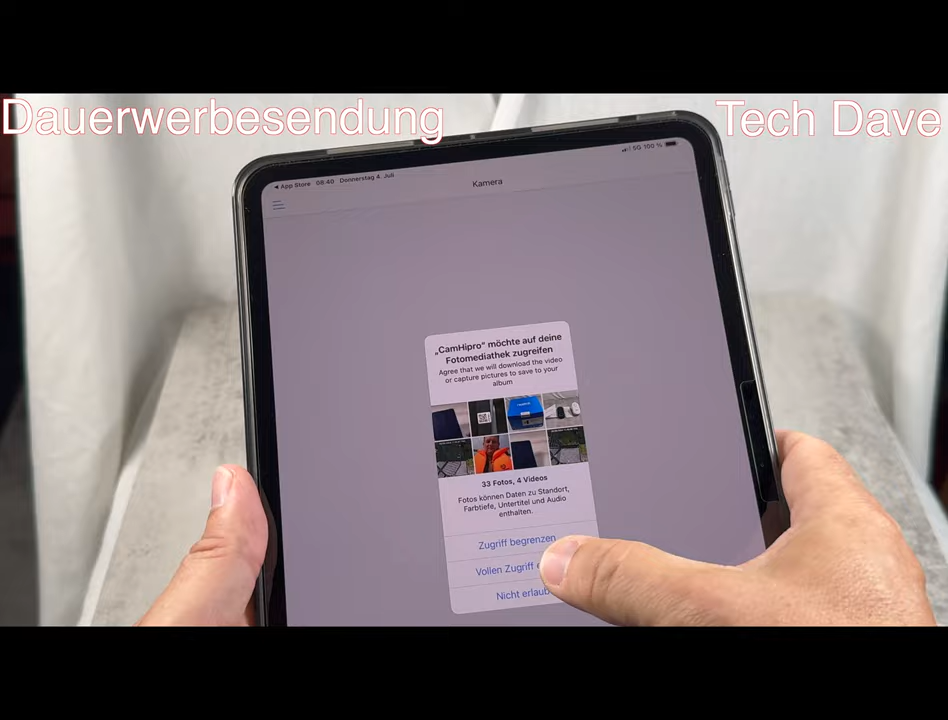 Dauerwerbesendung
Tech Dave
App Store 08:40 Donnerstag 4. Juli
5G 100 %
Kamera
„CamHipro“ möchte auf deine
Fotomediathek zugreifen
Agree that we will download the video
or capture pictures to save to your
album
33 Fotos, 4 Videos
Fotos können Daten zu Standort,
Farbtiefe, Untertitel und Audio
enthalten.
Zugriff begrenzen
Vollen Zugriff
Nicht